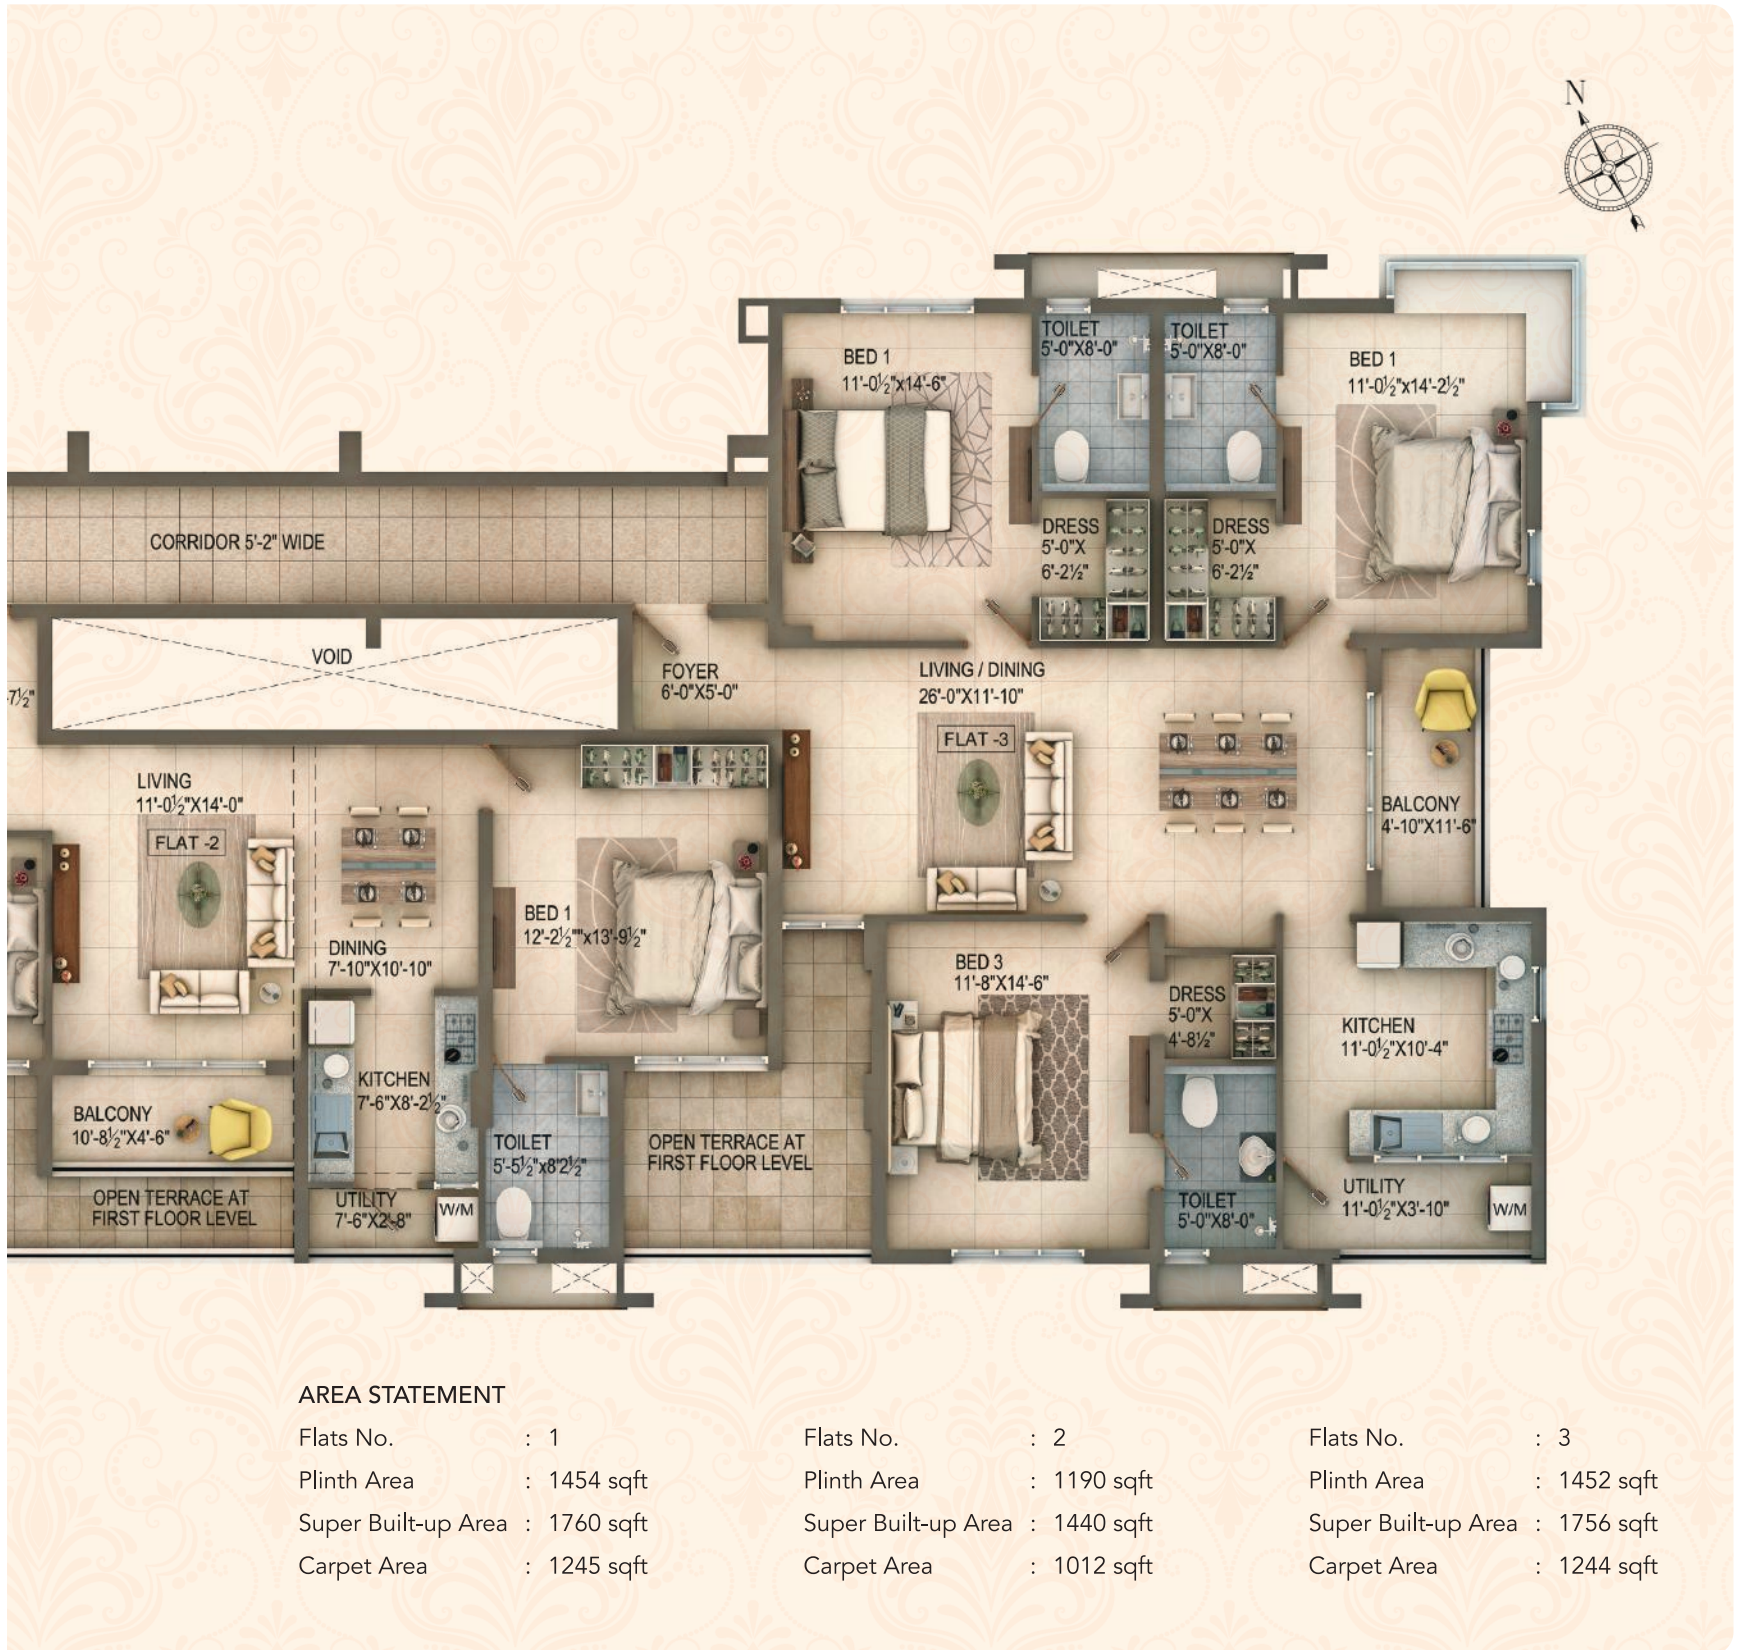 N
TOILET
5'-0"X8'-0"
TOILET
5'-0"X8'-0"
BED 1
11'-0½"x14'-6"
BED 1
11'-0½"x14'-2½"
CORRIDOR 5'-2" WIDE
DRESS
5'-0"X
6'-2½"
DRESS
5'-0"X
6'-2½"
VOID
FOYER
6'-0"X5'-0"
LIVING / DINING
26'-0"X11'-10"
-7½"
FLAT -3
LIVING
11'-0½"X14'-0"
FLAT -2
BALCONY
4'-10"X11'-6"
BED 1
12'-2½""x13'-9½"
DINING
7'-10"X10'-10"
BED 3
11'-8"X14'-6"
DRESS
5'-0"X
4'-8½"
KITCHEN
11'-0½"X10'-4"
KITCHEN
7'-6"X8'-2½"
BALCONY
10'-8½"X4'-6"
TOILET
5'-5½"x8'2½"
OPEN TERRACE AT
FIRST FLOOR LEVEL
OPEN TERRACE AT
FIRST FLOOR LEVEL
UTILITY
7'-6"X2'-8"
W/M
TOILET
5'-0"X8'-0"
UTILITY
11'-0½"X3'-10"
W/M
AREA STATEMENT
Flats No. : 1
Plinth Area : 1454 sqft
Super Built-up Area : 1760 sqft
Carpet Area : 1245 sqft
Flats No. : 2
Plinth Area : 1190 sqft
Super Built-up Area : 1440 sqft
Carpet Area : 1012 sqft
Flats No. : 3
Plinth Area : 1452 sqft
Super Built-up Area : 1756 sqft
Carpet Area : 1244 sqft